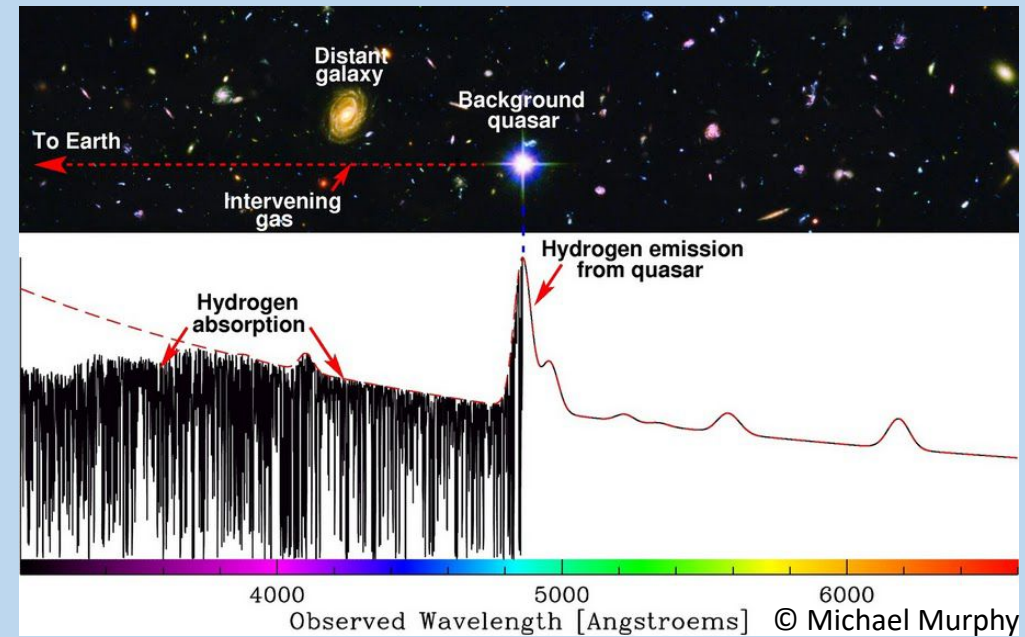 Distant
galaxy
Background
quasar
To Earth
Intervening
gas
Hydrogen emission
from quasar
Hydrogen
absorption
4000 5000 6000
Observed Wavelength [Angstroems] © Michael Murphy